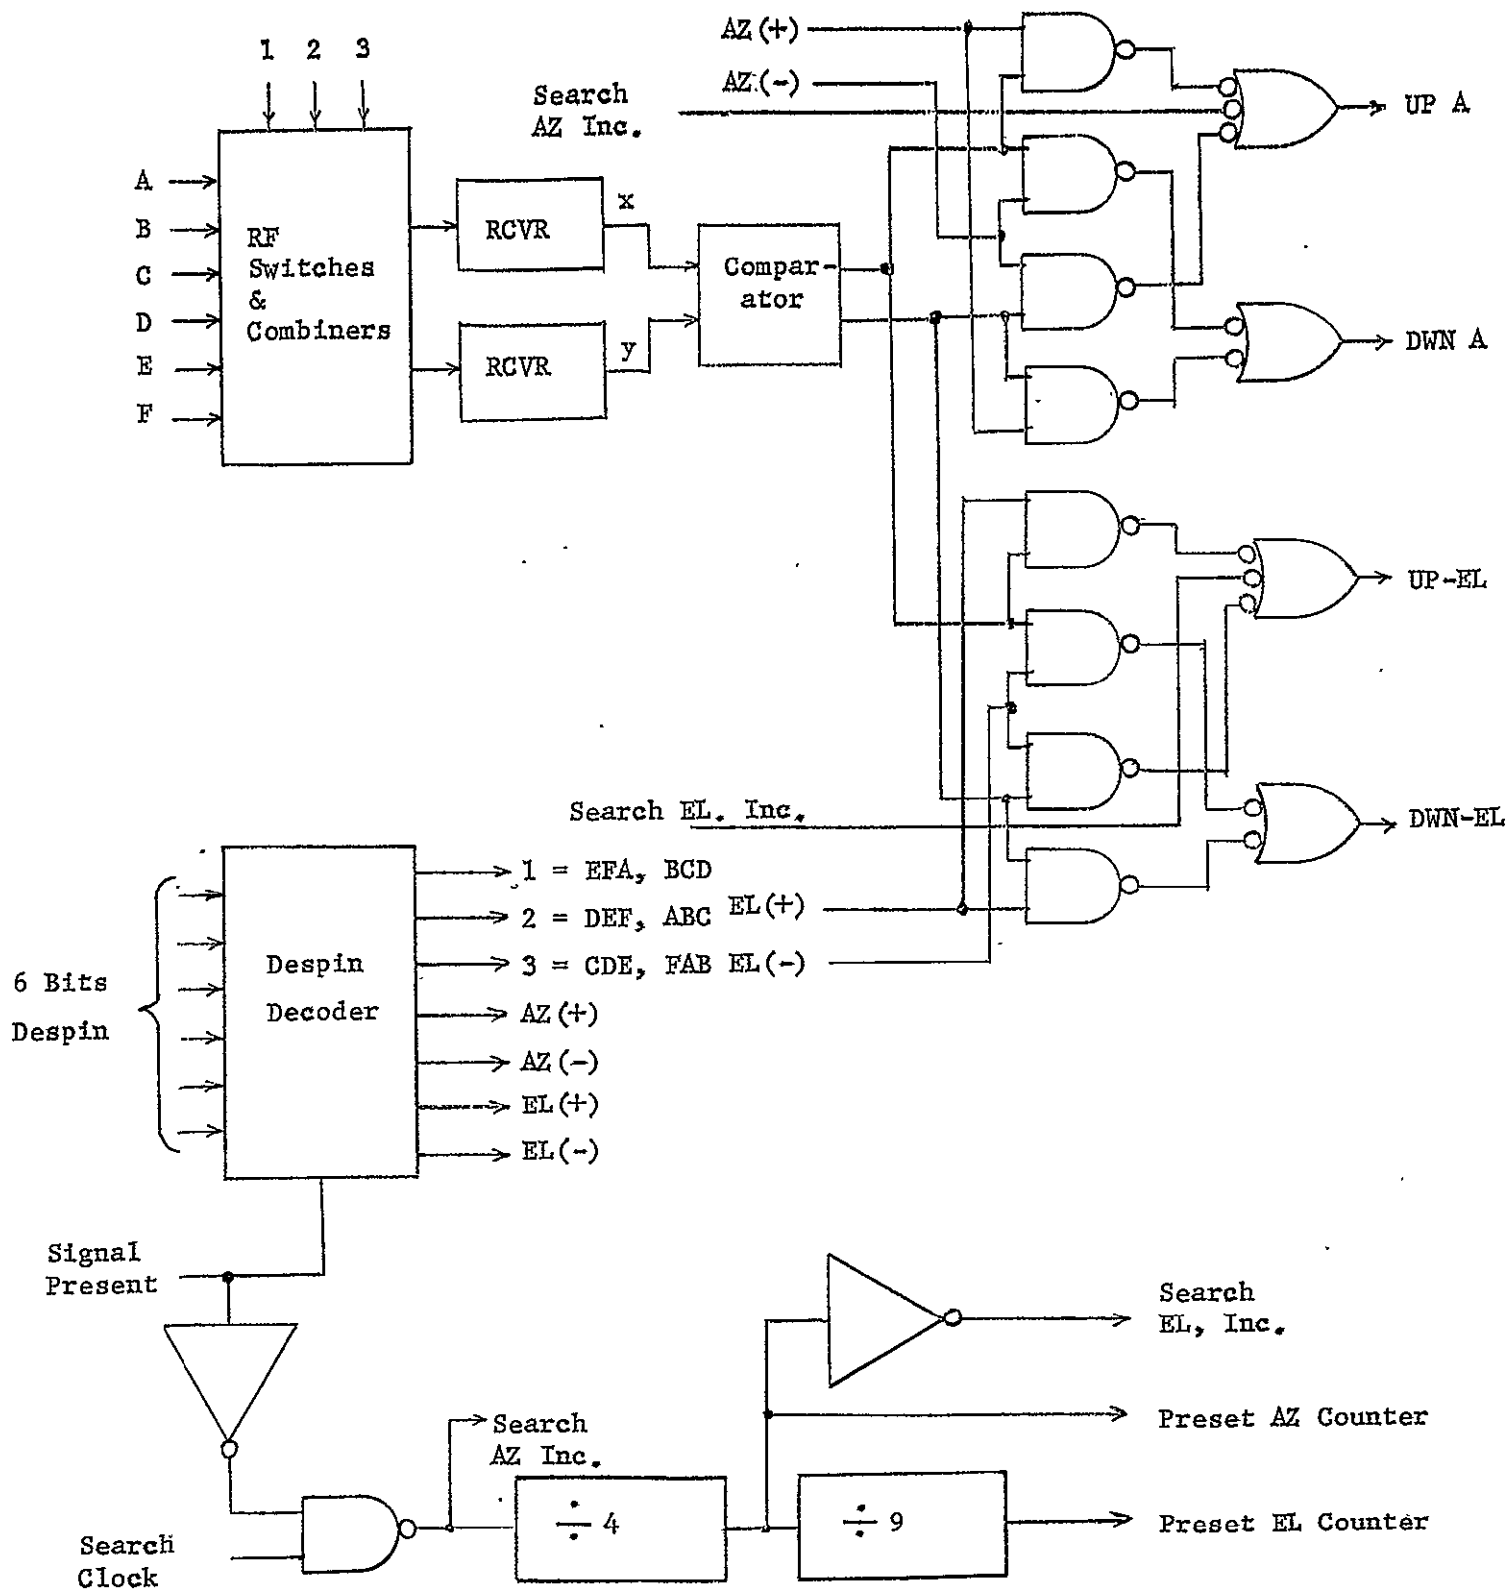 1 2 3
A
B
C
D
E
F
RF
Switches
&
Combiners
RCVR
RCVR
x
y
Compar-
ator
Search
AZ Inc.
AZ(+)
AZ(-)
UP A
DWN A
UP-EL
DWN-EL
Search EL. Inc.
6 Bits
Despin
Despin
Decoder
1 = EFA, BCD
2 = DEF, ABC EL(+)
3 = CDE, FAB EL(-)
AZ(+)
AZ(-)
EL(+)
EL(-)
Signal
Present
Search
Clock
Search
AZ Inc.
÷ 4
÷ 9
Search
EL, Inc.
Preset AZ Counter
Preset EL Counter